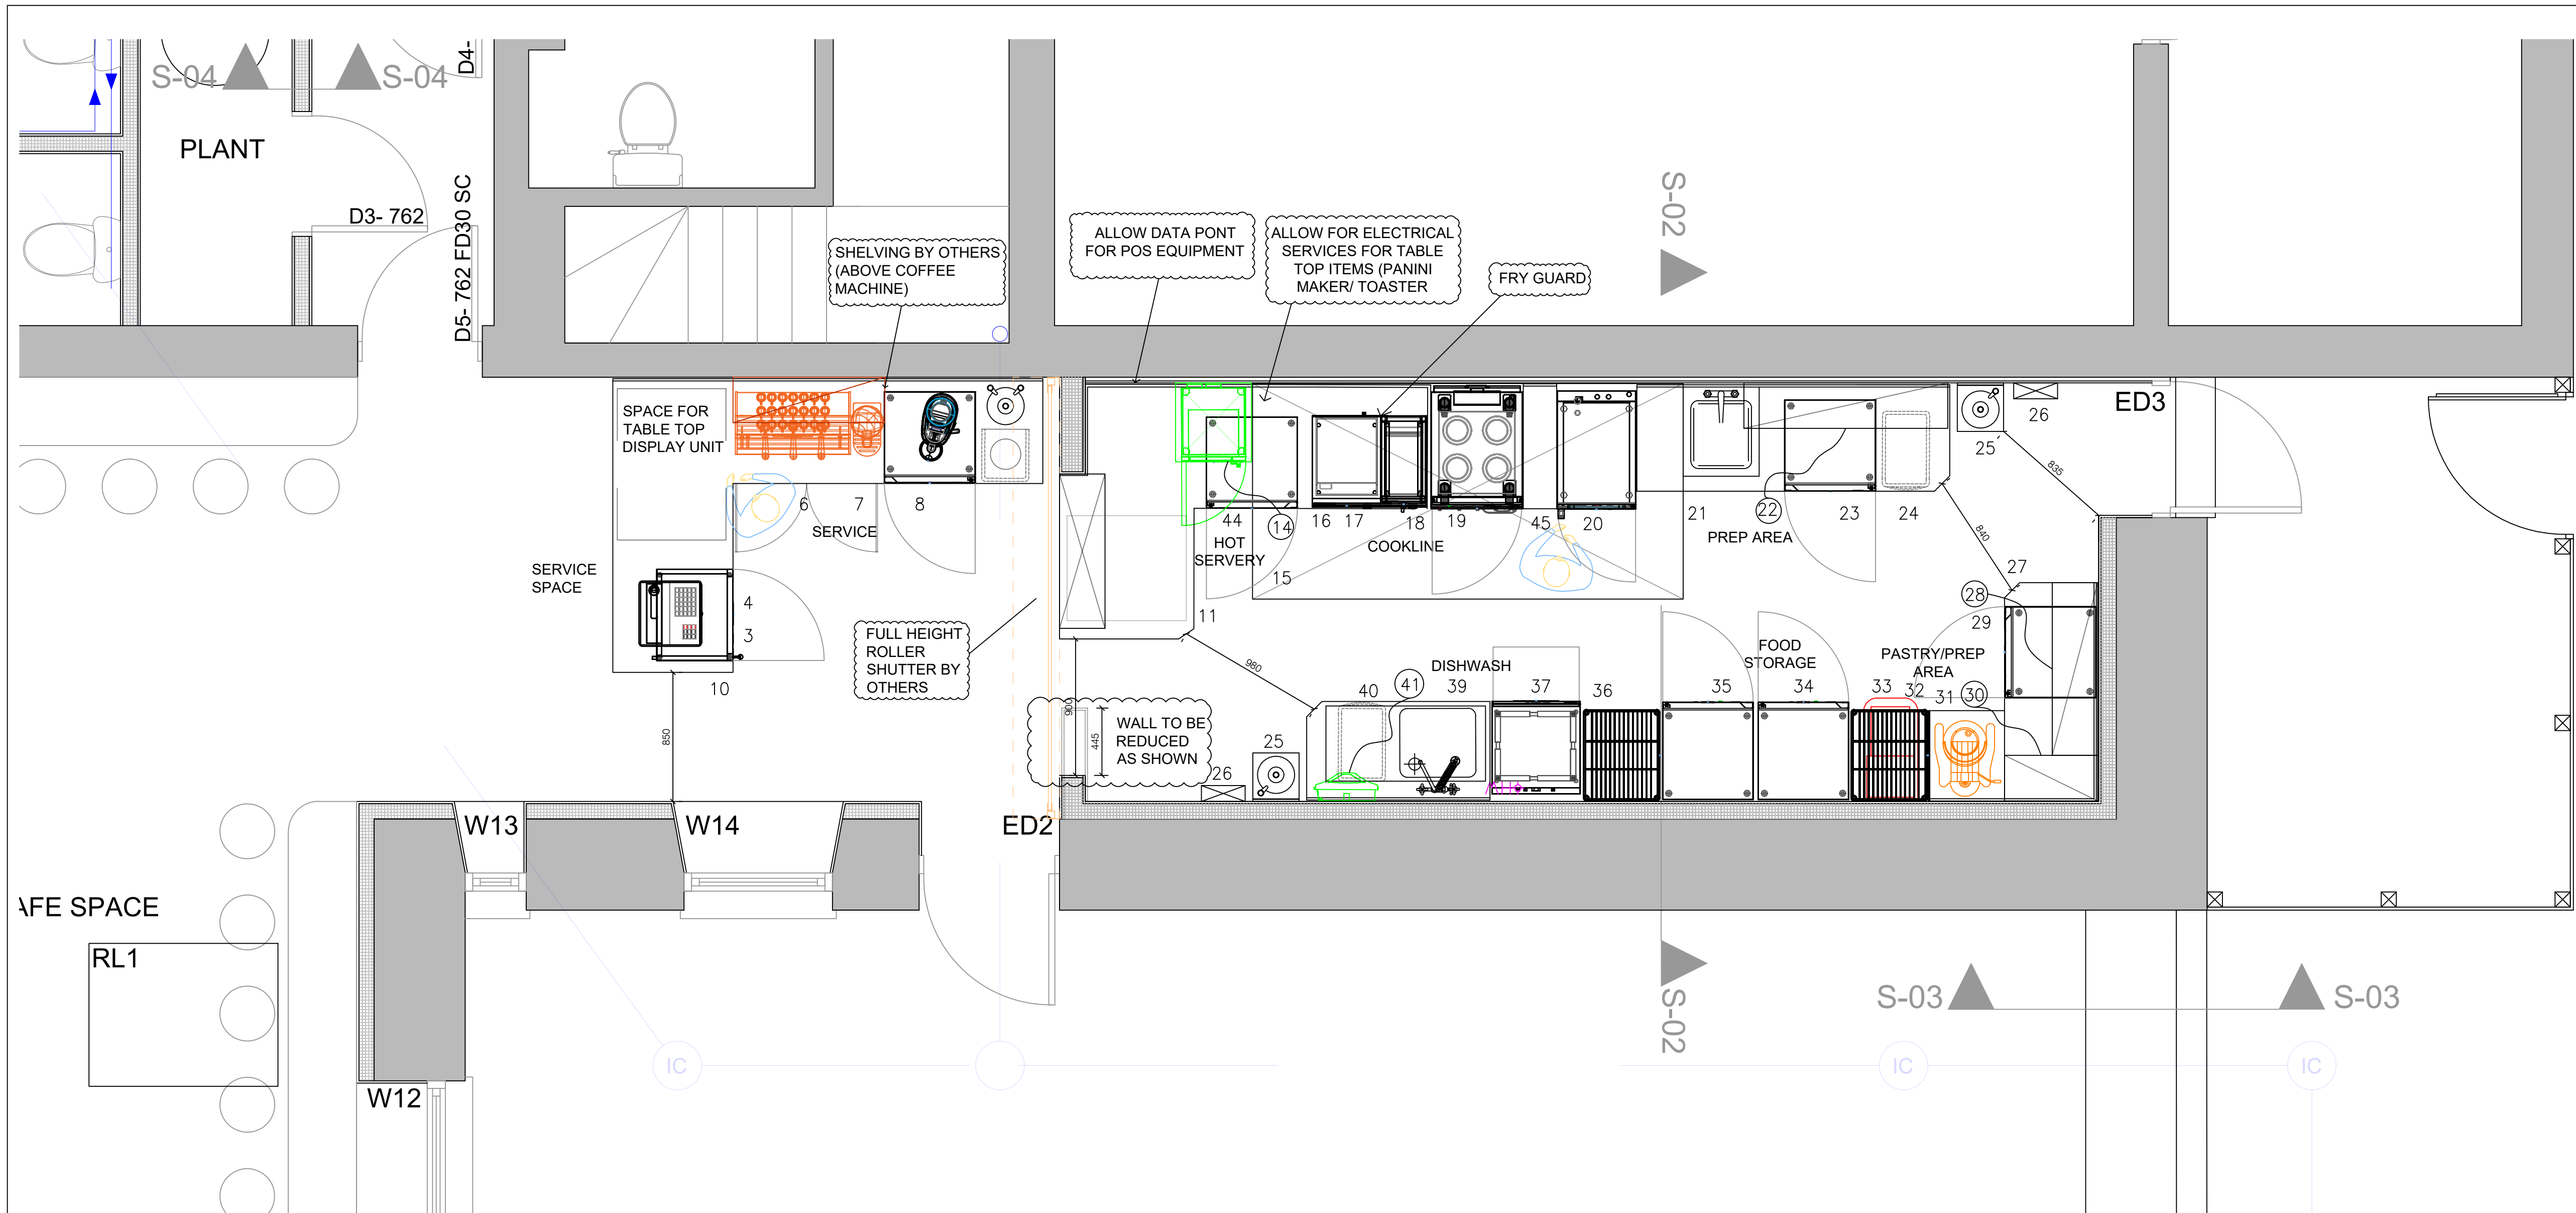 S-04
S-04
D4-
PLANT
D3- 762
D5- 762 FD30 SC
SHELVING BY OTHERS
(ABOVE COFFEE
MACHINE)
ALLOW DATA PONT
FOR POS EQUIPMENT
ALLOW FOR ELECTRICAL
SERVICES FOR TABLE
TOP ITEMS (PANINI
MAKER/ TOASTER
FRY GUARD
S-02
SPACE FOR
TABLE TOP
DISPLAY UNIT
6
7
8
SERVICE
SERVICE
SPACE
4
3
10
FULL HEIGHT
ROLLER
SHUTTER BY
OTHERS
850
44
14
16
17
18
19
45
20
21
22
23
24
25
26
ED3
HOT
SERVERY
COOKLINE
PREP AREA
15
11
835
840
27
28
29
980
900
445
WALL TO BE
REDUCED
AS SHOWN
DISHWASH
FOOD
STORAGE
PASTRY/PREP
AREA
40
41
39
37
36
35
34
33
32
31
30
25
26
W13
W14
ED2
AFE SPACE
RL1
W12
S-02
S-03
S-03
IC
IC
IC